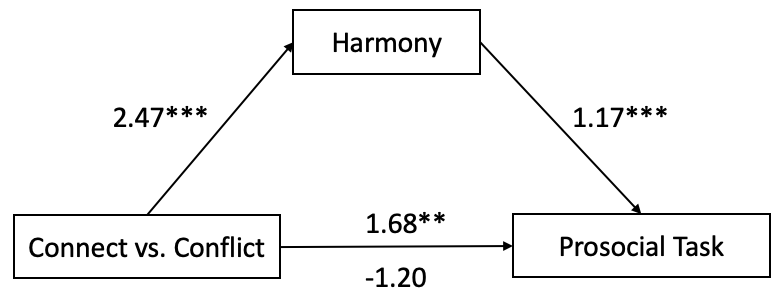 Harmony
2.47***
1.17***
Connect vs. Conflict
1.68**
-1.20
Prosocial Task